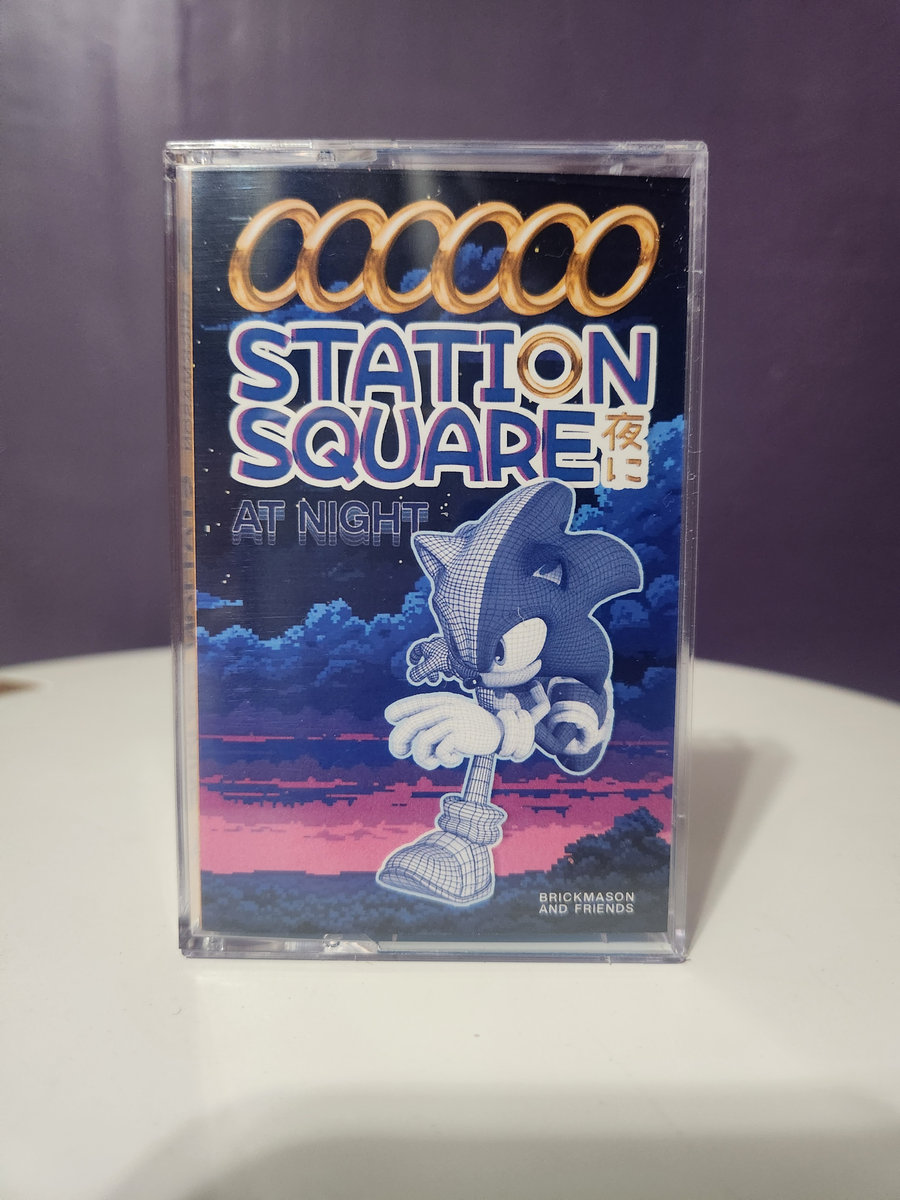 STATION
SQUARE
夜に
AT NIGHT
BRICKMASON
AND FRIENDS